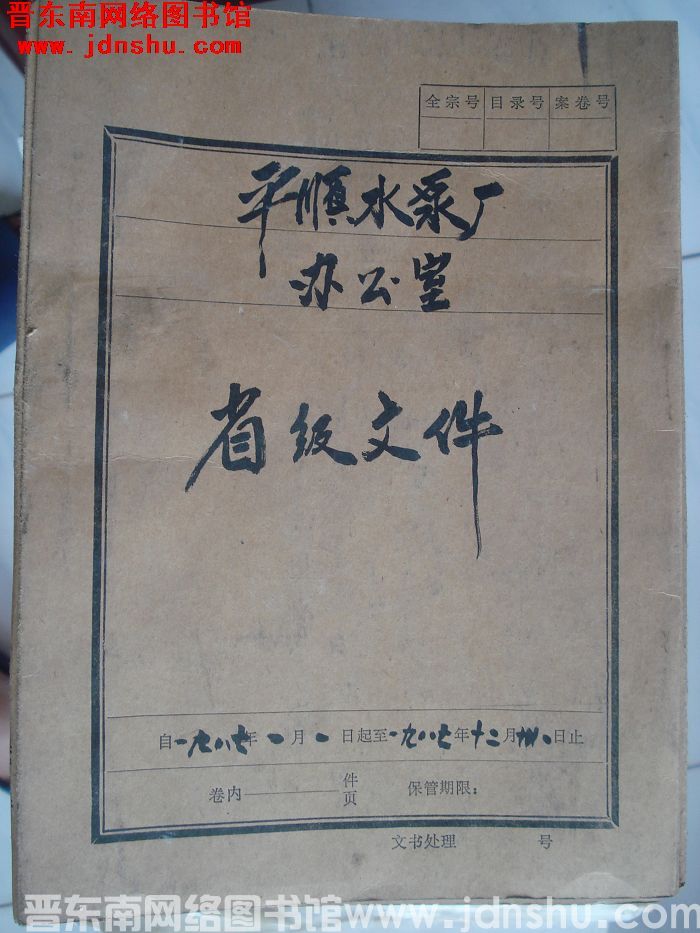 晋东南网络图书馆
www.jdnshu.com
全宗号 目录号 案卷号
平順水泵厂
办公室
省级文件
自一九八七年一月一日起至一九八七年十二月卅一日止
卷内 件页 保管期限：
文书处理 号
晋东南网络图书馆 www.jdnshu.com